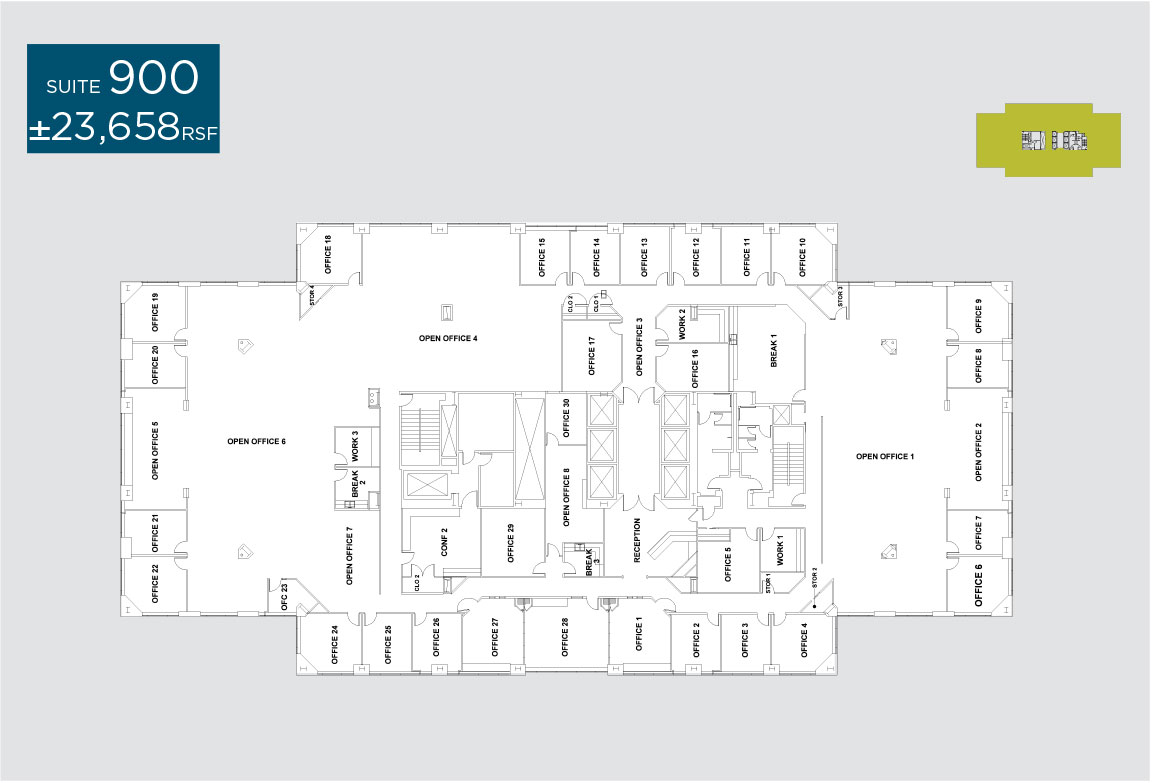 SUITE 900
±23,658RSF
OFFICE 18
OFFICE 15
OFFICE 14
OFFICE 13
OFFICE 12
OFFICE 11
OFFICE 10
STOR 4
STOR 3
OFFICE 19
CLO 2
CLO 1
OFFICE 9
OPEN OFFICE 4
OPEN OFFICE 3
WORK 2
BREAK 1
OFFICE 20
OFFICE 17
OFFICE 16
OFFICE 8
OPEN OFFICE 5
OPEN OFFICE 6
WORK 3
BREAK
2
OFFICE 30
OPEN OFFICE 8
OPEN OFFICE 1
OPEN OFFICE 2
OFFICE 21
OPEN OFFICE 7
CONF 2
OFFICE 29
BREAK
3
RECEPTION
OFFICE 5
WORK 1
OFFICE 7
OFFICE 22
OFC 23
CLO 2
STOR 1
STOR 2
OFFICE 6
OFFICE 24
OFFICE 25
OFFICE 26
OFFICE 27
OFFICE 28
OFFICE 1
OFFICE 2
OFFICE 3
OFFICE 4